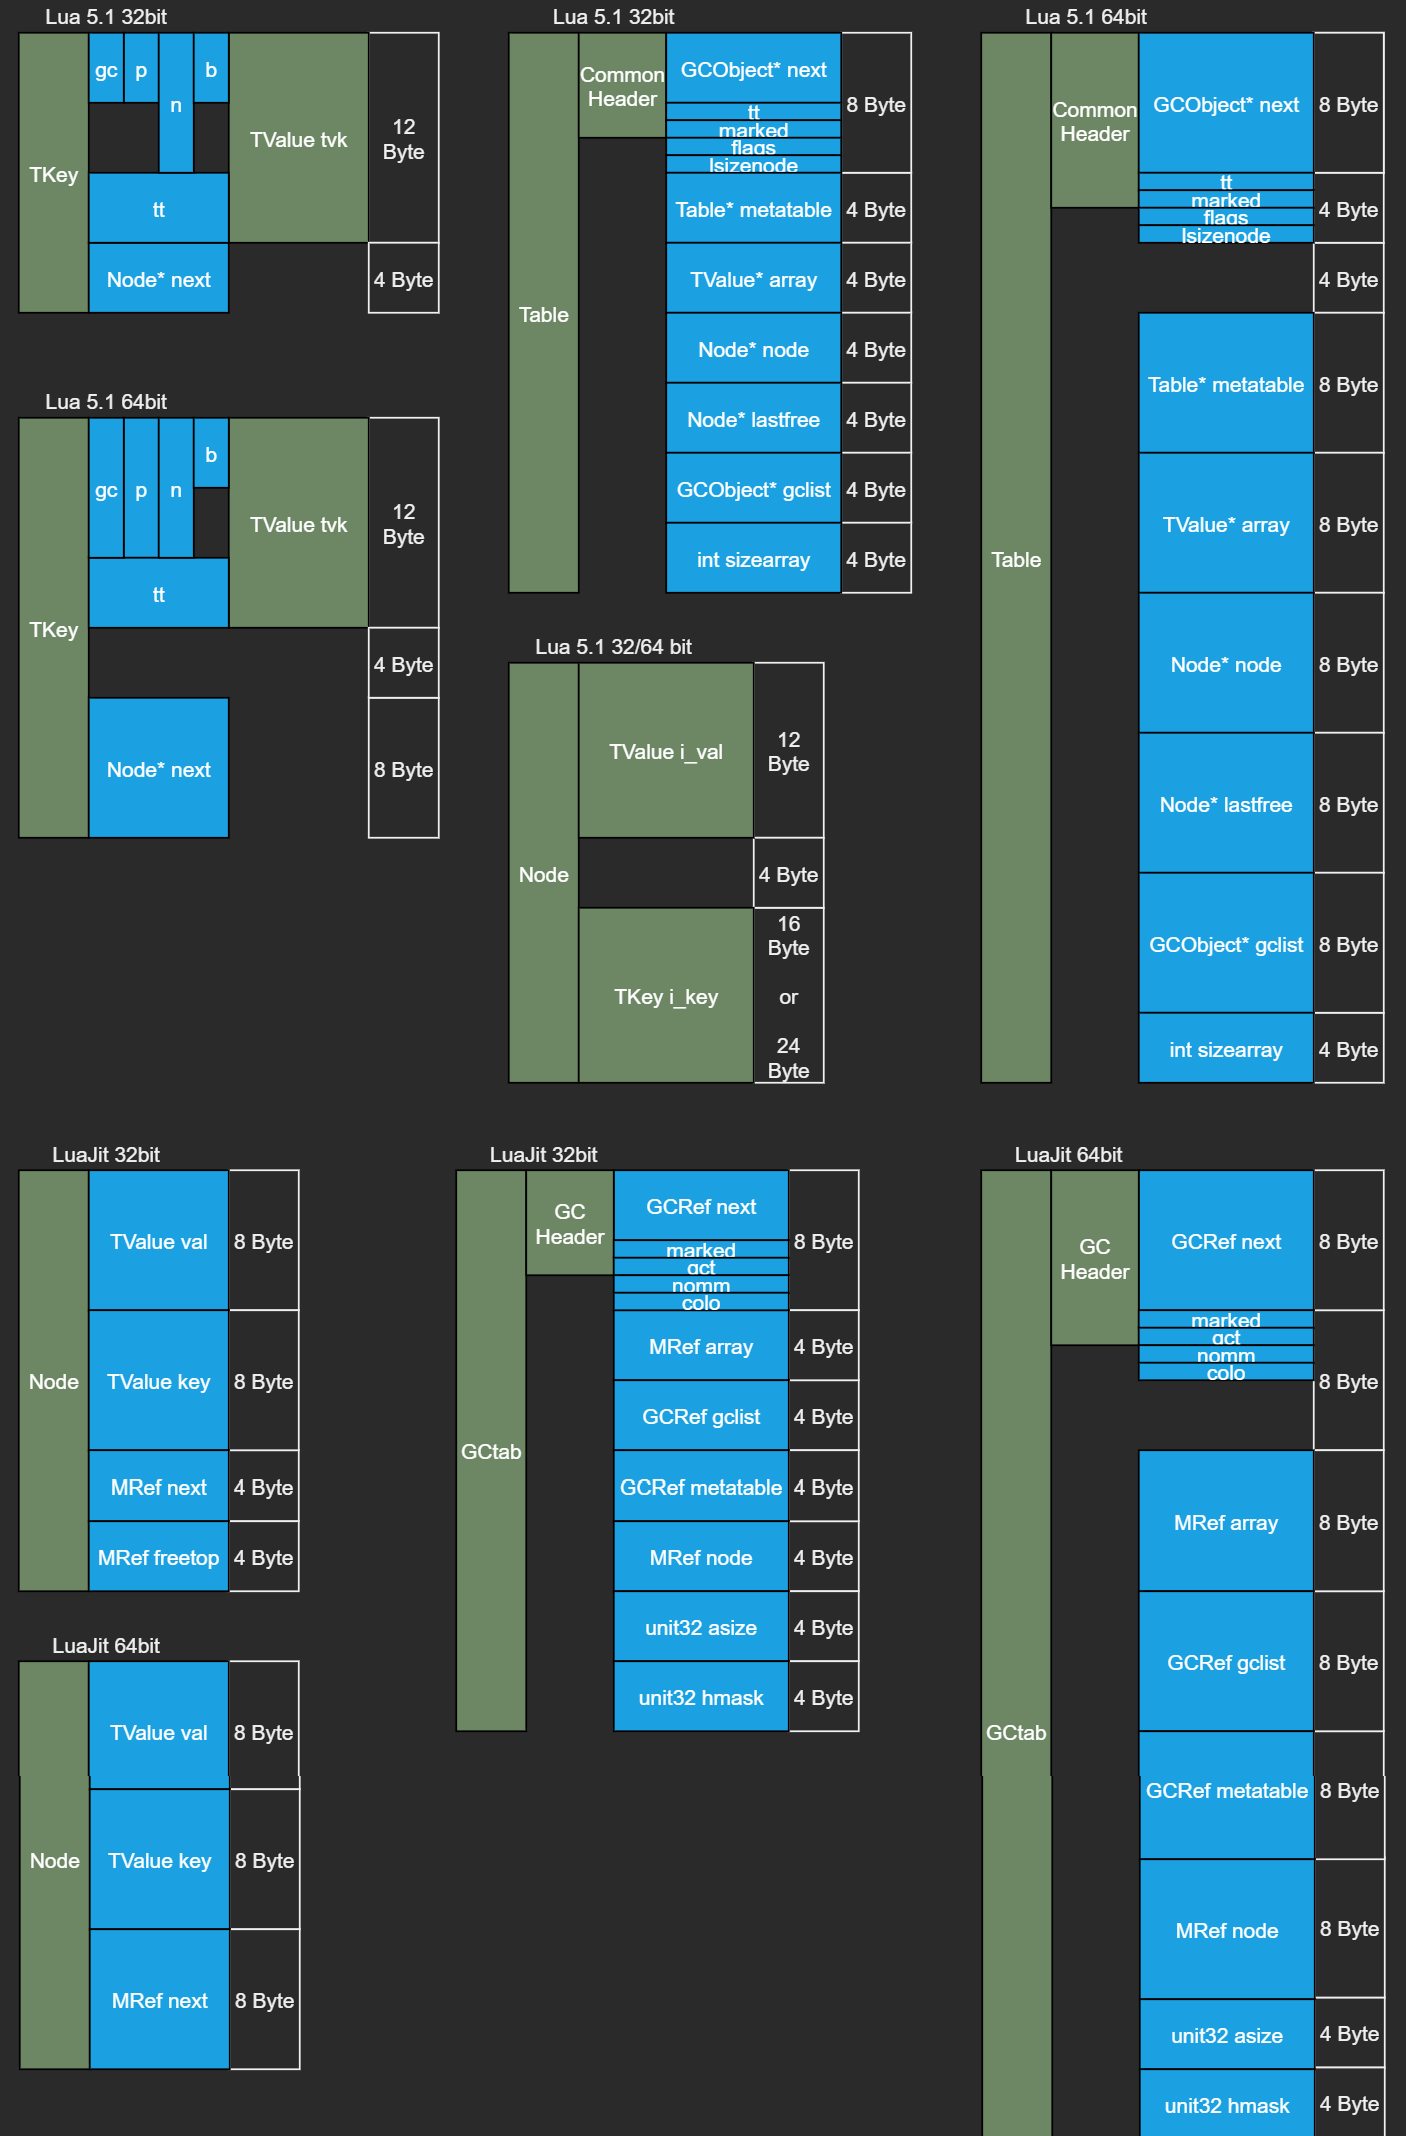 Lua 5.1 32bit
TKey
gc
p
n
b
tt
Node* next
TValue tvk
12
Byte
4 Byte
Lua 5.1 64bit
TKey
gc
p
n
b
tt
Node* next
TValue tvk
12
Byte
4 Byte
8 Byte
Lua 5.1 32bit
Table
Common
Header
GCObject* next
tt
marked
flags
lsizenode
8 Byte
Table* metatable
4 Byte
TValue* array
4 Byte
Node* node
4 Byte
Node* lastfree
4 Byte
GCObject* gclist
4 Byte
int sizearray
4 Byte
Lua 5.1 32/64 bit
Node
TValue i_val
12
Byte
4 Byte
TKey i_key
16
Byte
or
24
Byte
Lua 5.1 64bit
Table
Common
Header
GCObject* next
8 Byte
tt
marked
flags
lsizenode
4 Byte
4 Byte
Table* metatable
8 Byte
TValue* array
8 Byte
Node* node
8 Byte
Node* lastfree
8 Byte
GCObject* gclist
8 Byte
int sizearray
4 Byte
LuaJit 32bit
Node
TValue val
8 Byte
TValue key
8 Byte
MRef next
4 Byte
MRef freetop
4 Byte
LuaJit 64bit
Node
TValue val
8 Byte
TValue key
8 Byte
MRef next
8 Byte
LuaJit 32bit
GCtab
GC
Header
GCRef next
marked
gct
nomm
colo
8 Byte
MRef array
4 Byte
GCRef gclist
4 Byte
GCRef metatable
4 Byte
MRef node
4 Byte
unit32 asize
4 Byte
unit32 hmask
4 Byte
LuaJit 64bit
GCtab
GC
Header
GCRef next
8 Byte
marked
gct
nomm
colo
8 Byte
MRef array
8 Byte
GCRef gclist
8 Byte
GCRef metatable
8 Byte
MRef node
8 Byte
unit32 asize
4 Byte
unit32 hmask
4 Byte